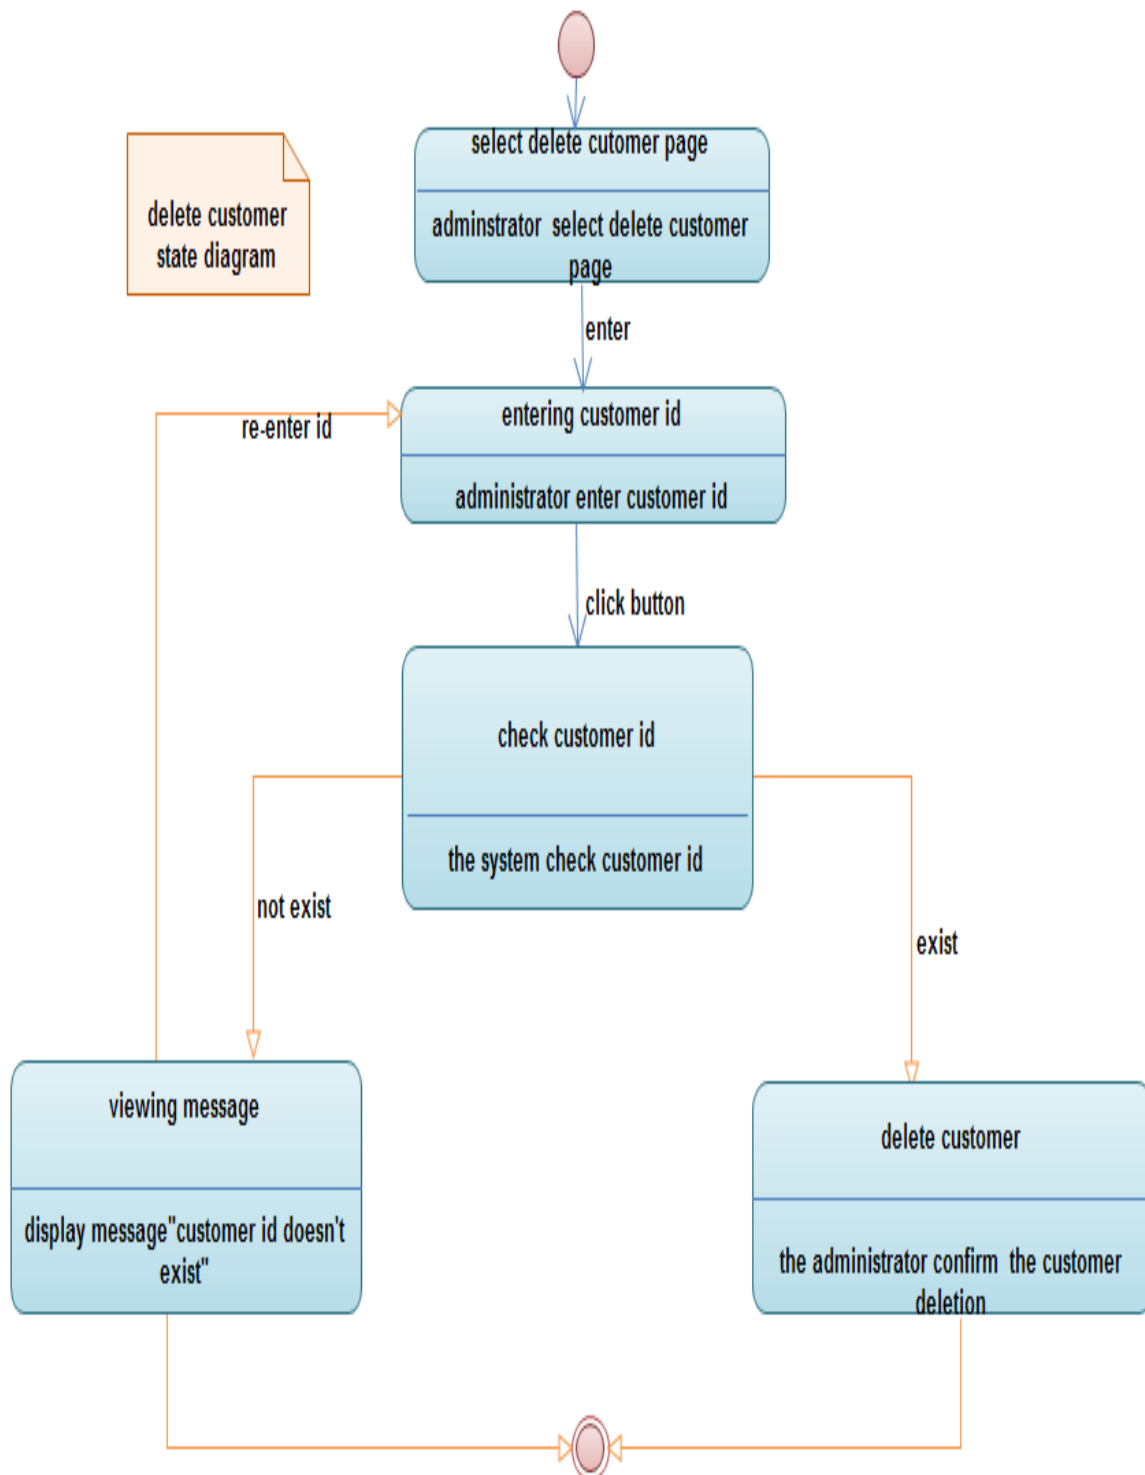 select delete cutomer page
adminstrator select delete customer
page
delete customer
state diagram
enter
entering customer id
administrator enter customer id
re-enter id
click button
check customer id
the system check customer id
not exist
exist
viewing message
display message"customer id doesn't
exist"
delete customer
the administrator confirm the customer
deletion